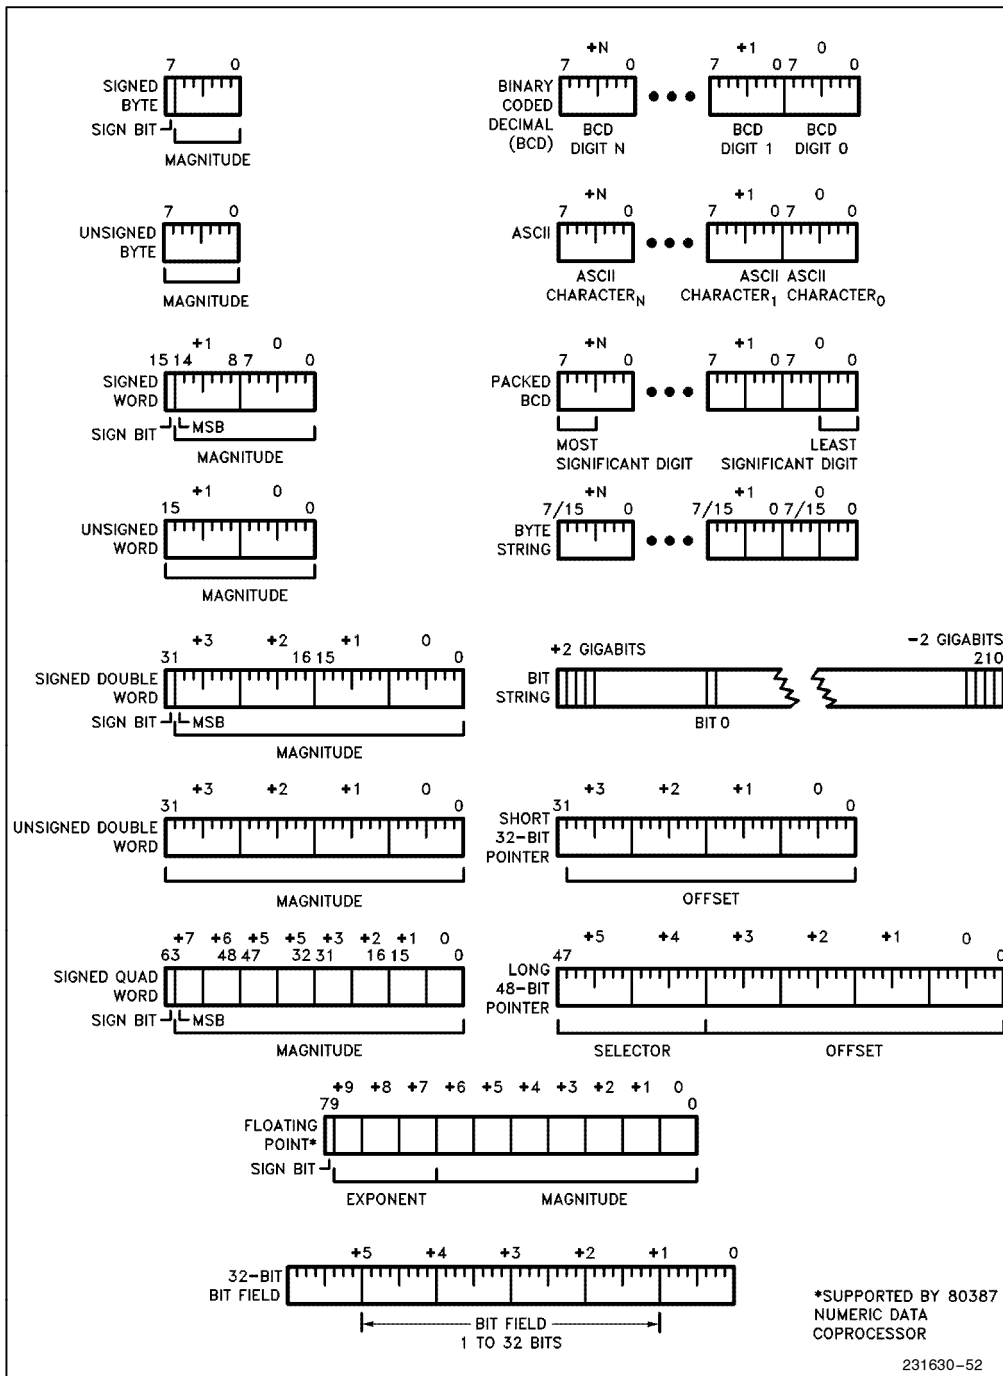 7 0
SIGNED
BYTE
SIGN BIT
MAGNITUDE
+N +1 0
7 0 7 0 7 0
BINARY
CODED
DECIMAL
(BCD)
BCD
DIGIT N
BCD
DIGIT 1
BCD
DIGIT 0
7 0
UNSIGNED
BYTE
MAGNITUDE
+N +1 0
7 0 7 0 7 0
ASCII
ASCII
CHARACTERN
ASCII
CHARACTER1
ASCII
CHARACTER0
+1 0
15 14 8 7 0
SIGNED
WORD
SIGN BIT MSB
MAGNITUDE
+N +1 0
7 0 7 0 7 0
PACKED
BCD
MOST
SIGNIFICANT DIGIT
LEAST
SIGNIFICANT DIGIT
+1 0
15 0
UNSIGNED
WORD
MAGNITUDE
+N +1 0
7/15 0 7/15 0 7/15 0
BYTE
STRING
+3 +2 +1 0
31 16 15 0
SIGNED DOUBLE
WORD
SIGN BIT MSB
MAGNITUDE
+2 GIGABITS -2 GIGABITS
210
BIT
STRING
BIT 0
+3 +2 +1 0
31 0
UNSIGNED DOUBLE
WORD
MAGNITUDE
+3 +2 +1 0
31 0
SHORT
32-BIT
POINTER
OFFSET
+7 +6 +5 +5 +3 +2 +1 0
63 48 47 32 31 16 15 0
SIGNED QUAD
WORD
SIGN BIT MSB
MAGNITUDE
+5 +4 +3 +2 +1 0
47 0
LONG
48-BIT
POINTER
SELECTOR OFFSET
+9 +8 +7 +6 +5 +4 +3 +2 +1 0
79 0
FLOATING
POINT*
SIGN BIT
EXPONENT MAGNITUDE
+5 +4 +3 +2 +1 0
32-BIT
BIT FIELD
BIT FIELD
1 TO 32 BITS
*SUPPORTED BY 80387
NUMERIC DATA
COPROCESSOR
231630-52